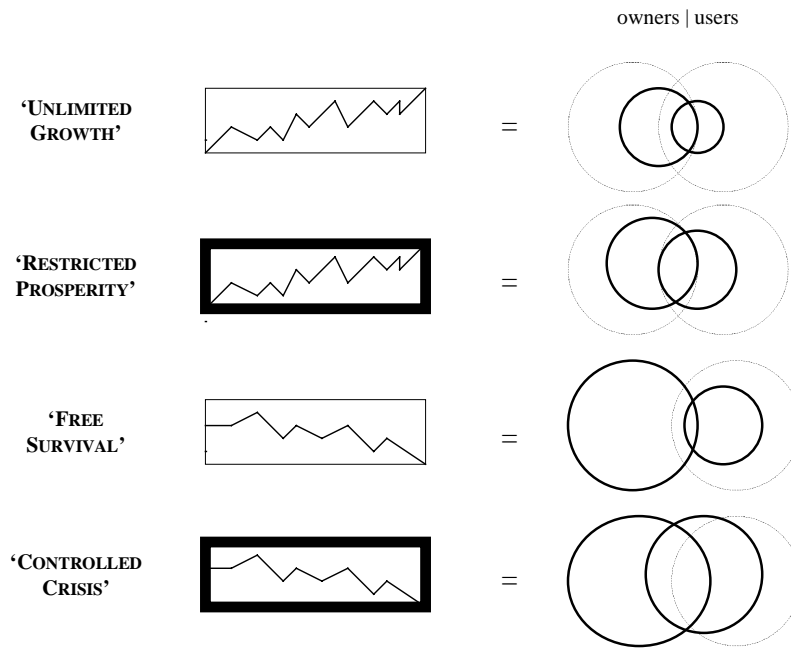 owners | users
‘UNLIMITED
GROWTH’
=
‘RESTRICTED
PROSPERITY’
=
‘FREE
SURVIVAL’
=
‘CONTROLLED
CRISIS’
=